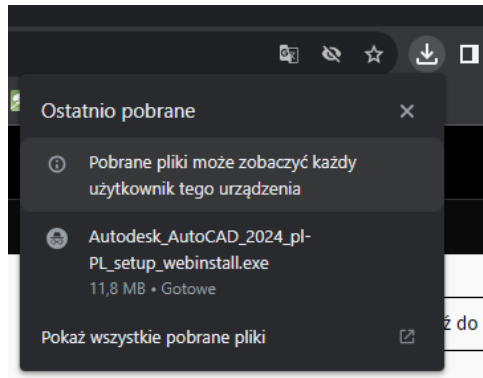 Ostatnio pobrane
Pobrane pliki może zobaczyć każdy
użytkownik tego urządzenia
Autodesk_AutoCAD_2024_pl-
PL_setup_webinstall.exe
11,8 MB • Gotowe
Pokaż wszystkie pobrane pliki
ź do